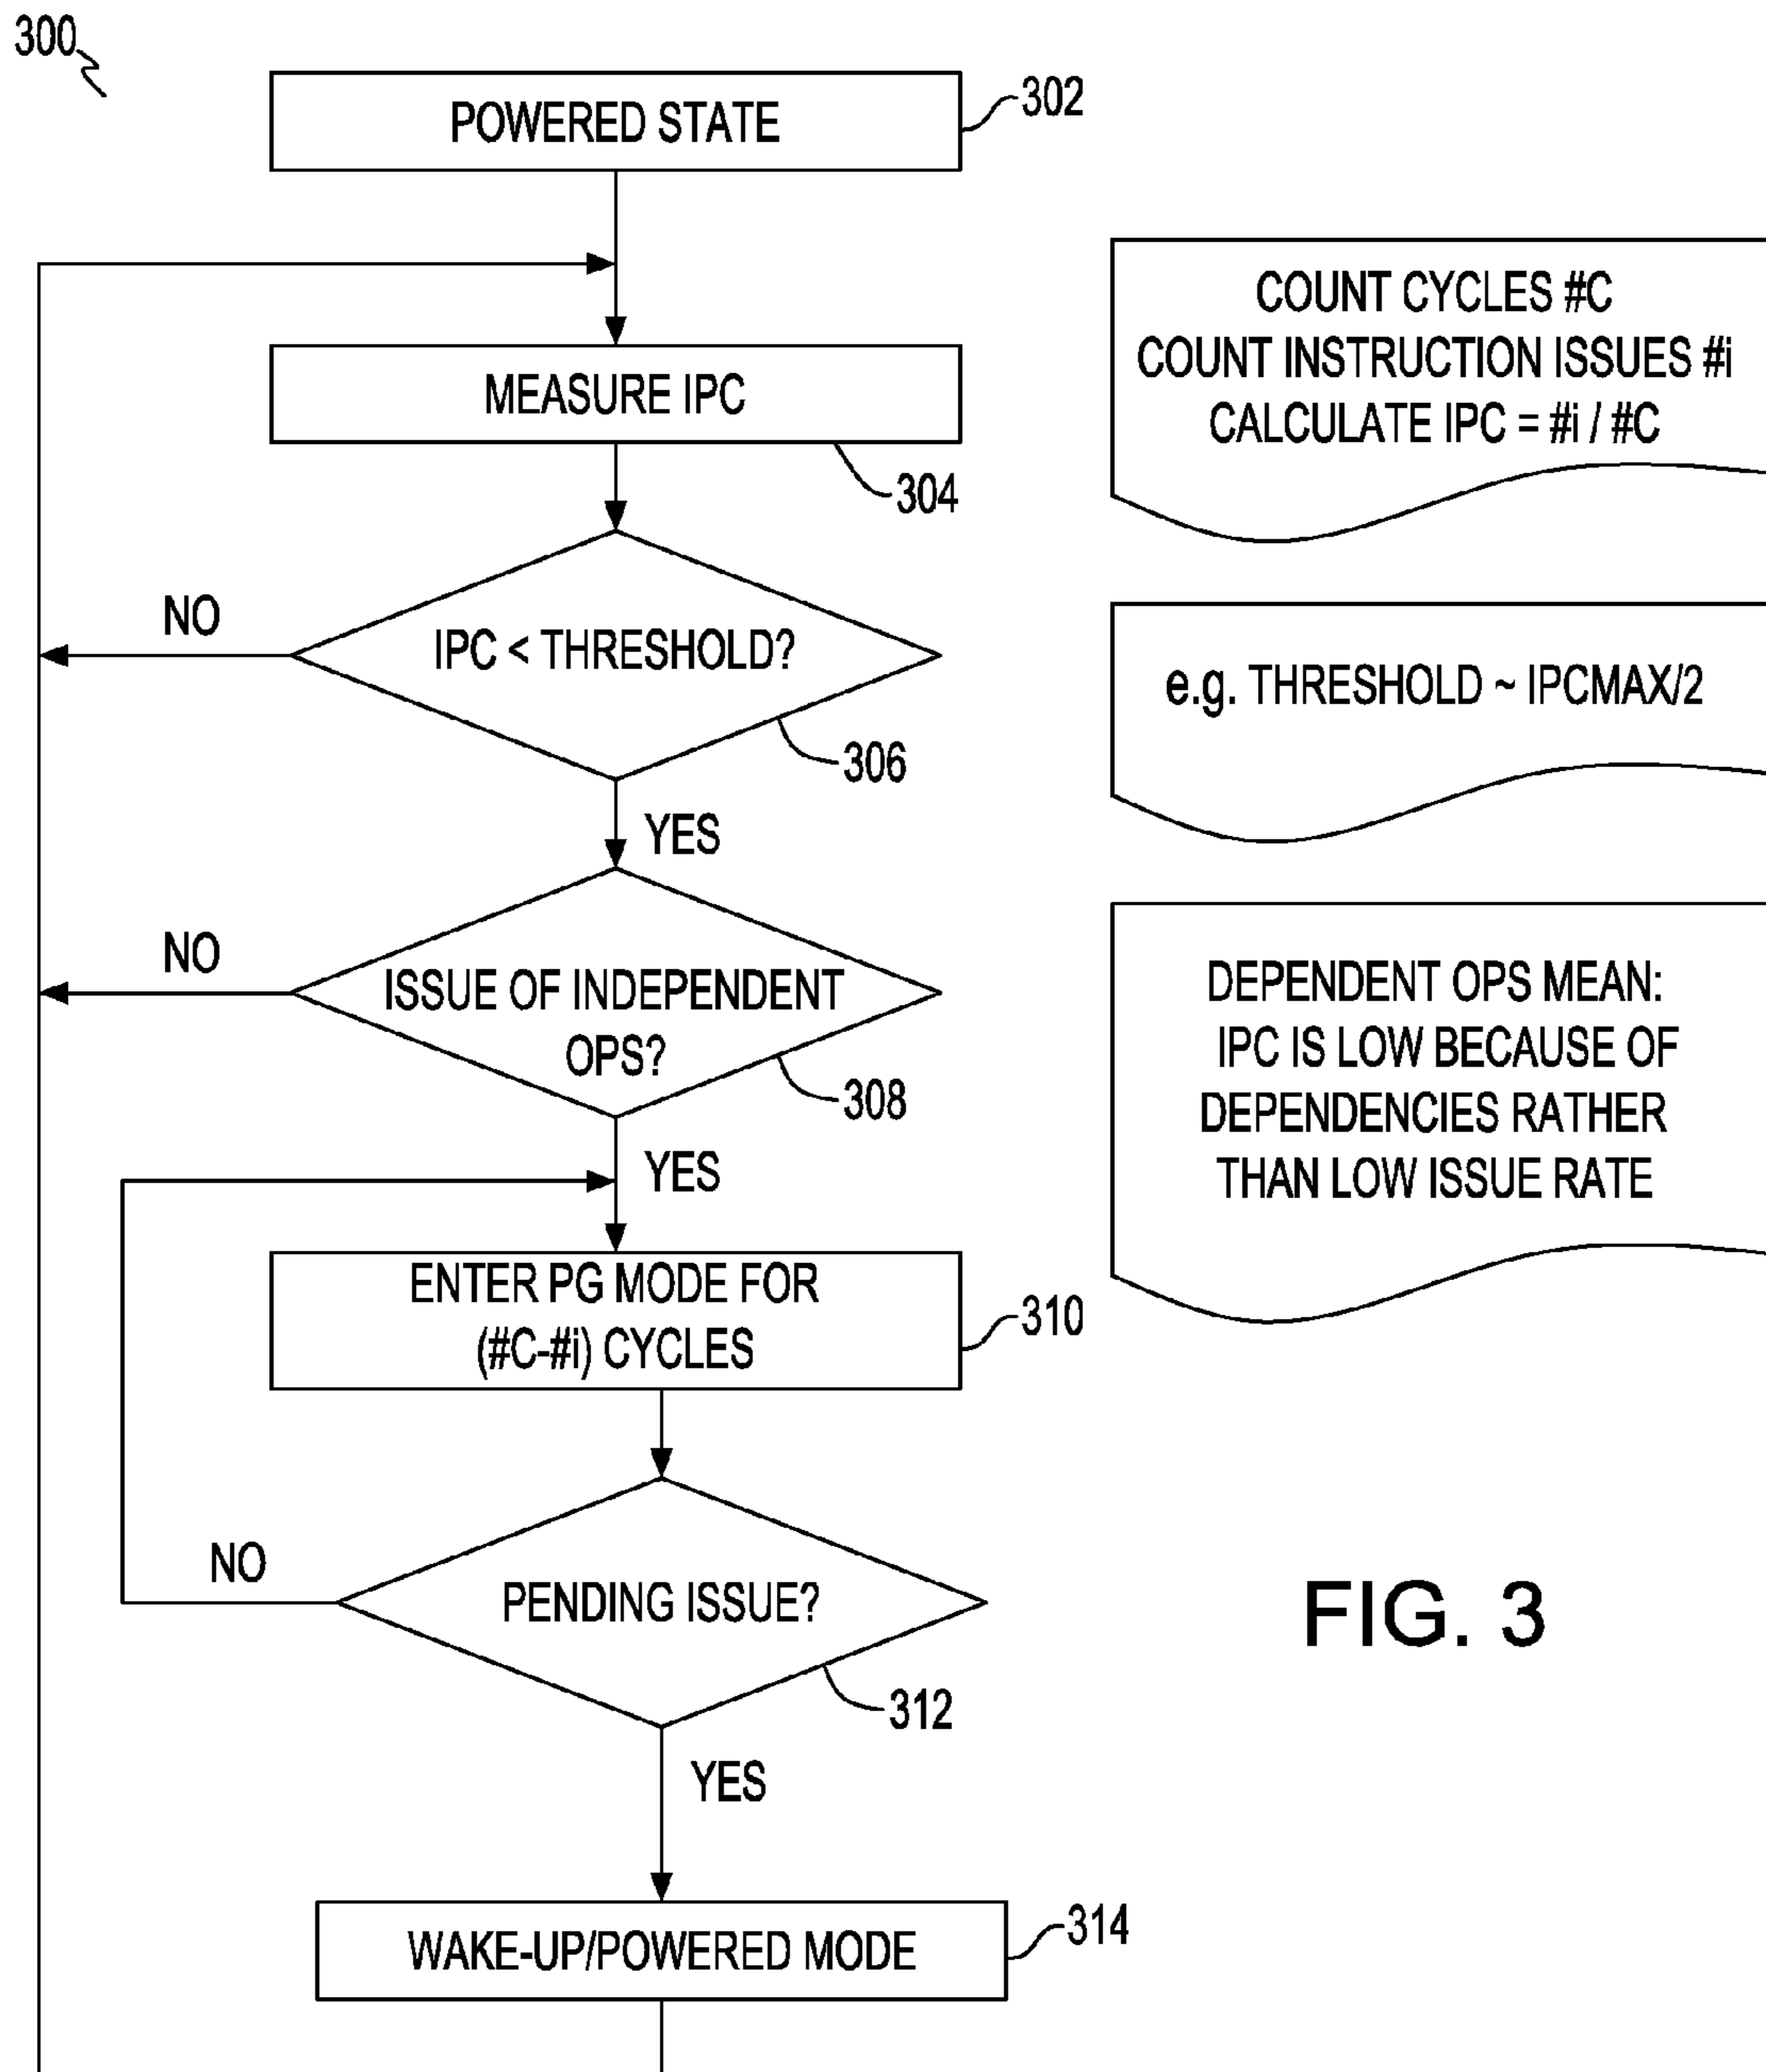 300
POWERED STATE
302
MEASURE IPC
304
COUNT CYCLES #C
COUNT INSTRUCTION ISSUES #i
CALCULATE IPC = #i / #C
NO
IPC < THRESHOLD?
306
e.g. THRESHOLD ~ IPCMAX/2
YES
NO
ISSUE OF INDEPENDENT
OPS?
308
DEPENDENT OPS MEAN:
IPC IS LOW BECAUSE OF
DEPENDENCIES RATHER
THAN LOW ISSUE RATE
YES
ENTER PG MODE FOR
(#C-#i) CYCLES
310
NO
PENDING ISSUE?
312
FIG. 3
YES
WAKE-UP/POWERED MODE
314